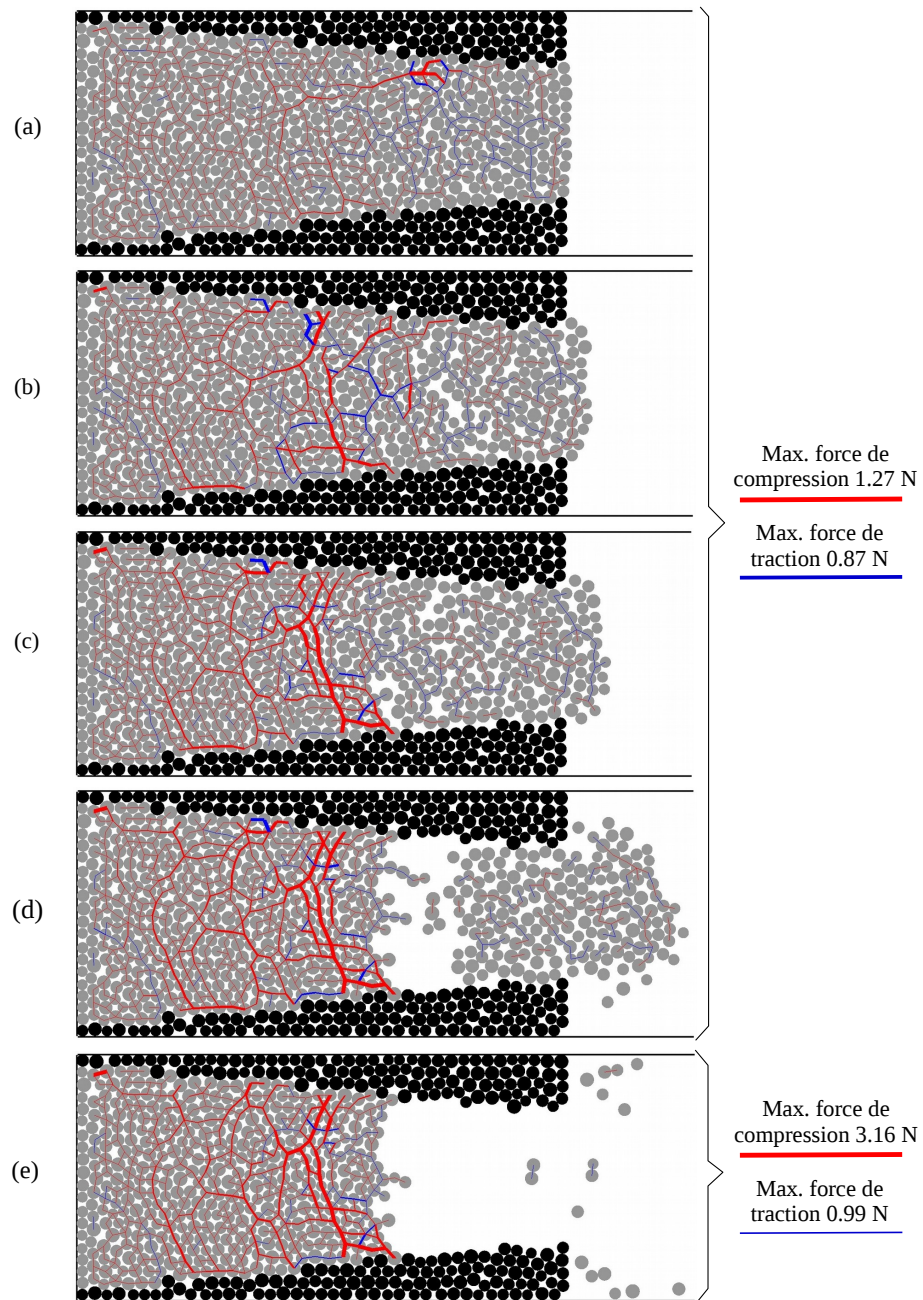 (a)
(b)
(c)
(d)
(e)
Max. force de
compression 1.27 N
Max. force de
traction 0.87 N
Max. force de
compression 3.16 N
Max. force de
traction 0.99 N